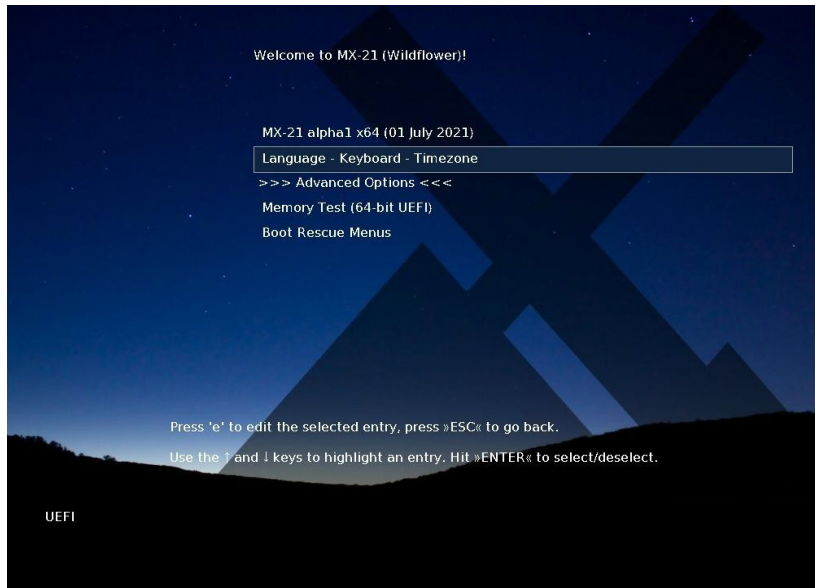 Welcome to MX-21 (Wildflower)!
MX-21 alpha1 x64 (01 July 2021)
Language - Keyboard - Timezone
>>> Advanced Options <<<
Memory Test (64-bit UEFI)
Boot Rescue Menus
Press 'e' to edit the selected entry, press »ESC« to go back.
Use the ↑ and ↓ keys to highlight an entry. Hit »ENTER« to select/deselect.
UEFI